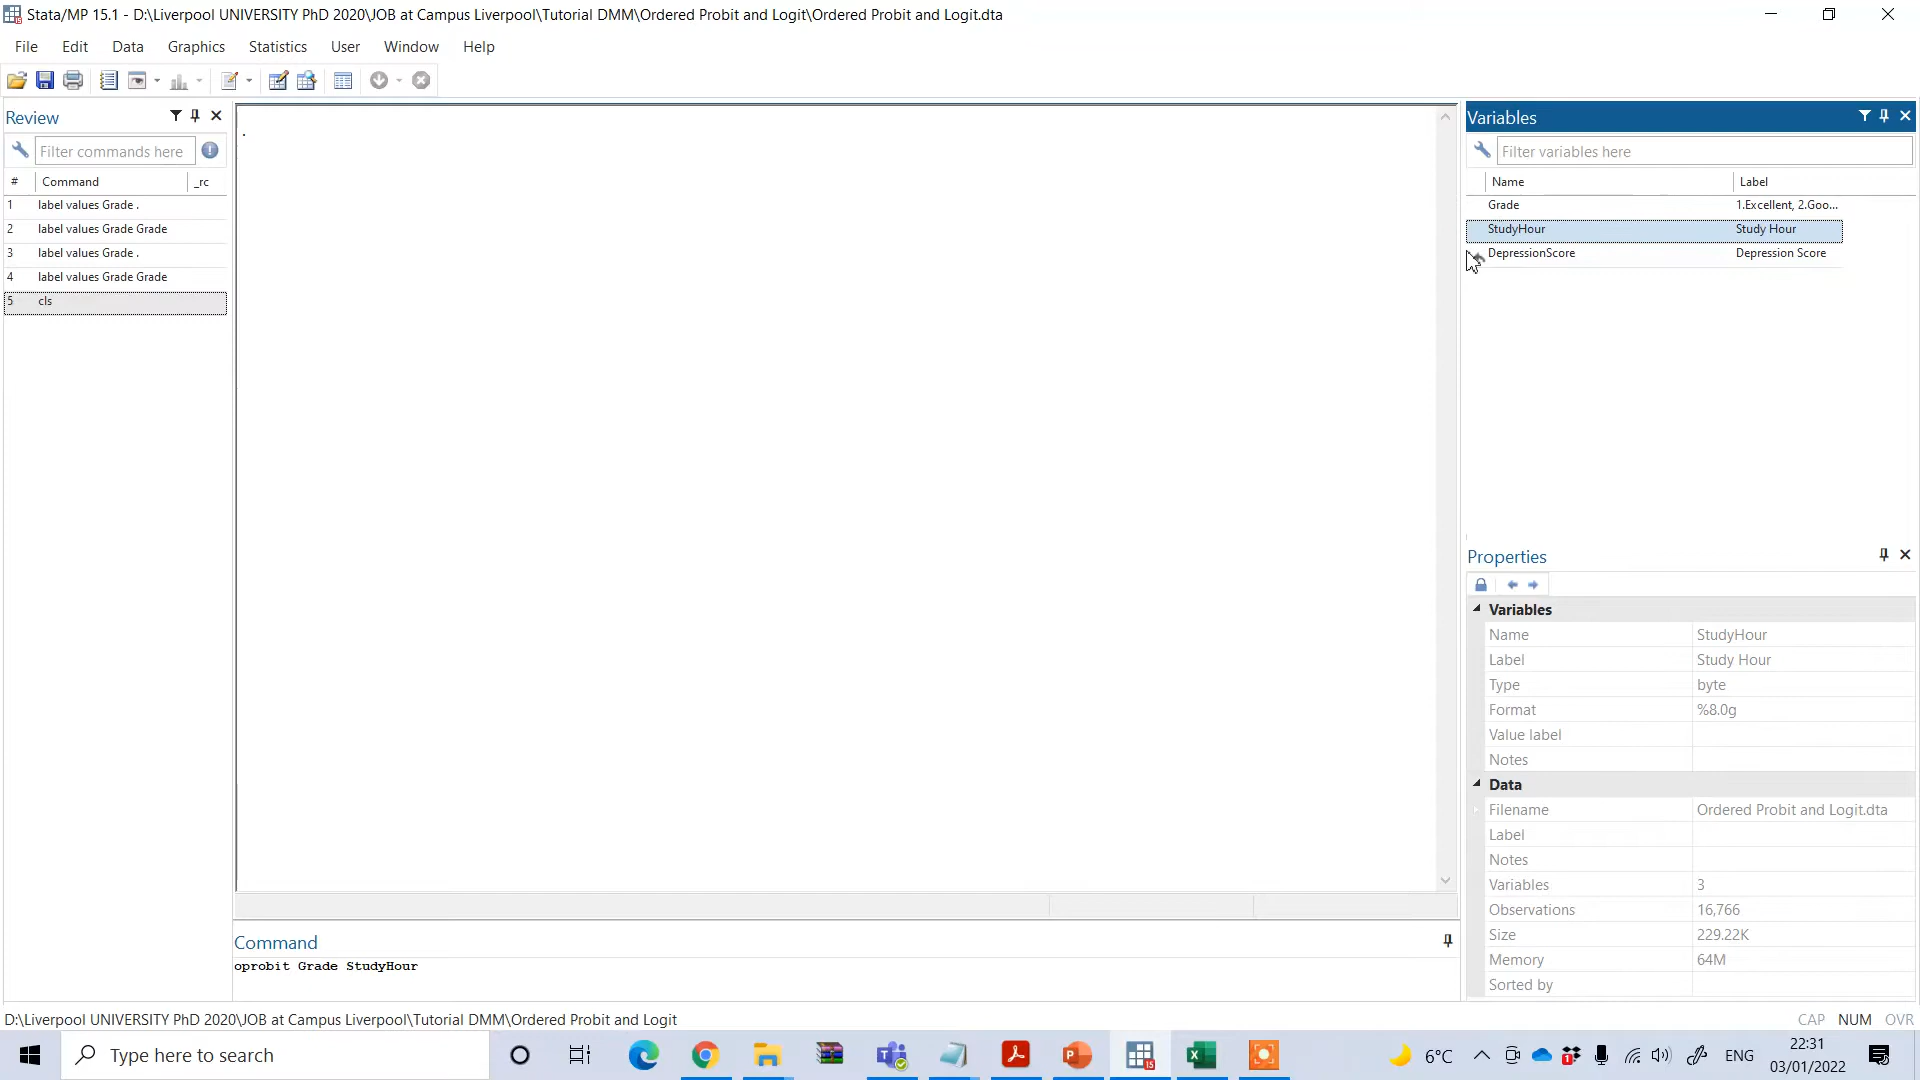 Stata/MP 15.1 - D:\Liverpool UNIVERSITY PhD 2020\JOB at Campus Liverpool\Tutorial DMM\Ordered Probit and Logit\Ordered Probit and Logit.dta
File Edit Data Graphics Statistics User Window Help
Review
Filter commands here
# Command _rc
1 label values Grade .
2 label values Grade Grade
3 label values Grade .
4 label values Grade Grade
5 cls
.
Command
oprobit Grade StudyHour
Variables
Filter variables here
Name Label
Grade 1.Excellent, 2.Goo...
StudyHour Study Hour
DepressionScore Depression Score
Properties
Variables
Name StudyHour
Label Study Hour
Type byte
Format %8.0g
Value label
Notes
Data
Filename Ordered Probit and Logit.dta
Label
Notes
Variables 3
Observations 16,766
Size 229.22K
Memory 64M
Sorted by
D:\Liverpool UNIVERSITY PhD 2020\JOB at Campus Liverpool\Tutorial DMM\Ordered Probit and Logit
CAP NUM OVR
Type here to search
6°C
ENG
22:31
03/01/2022